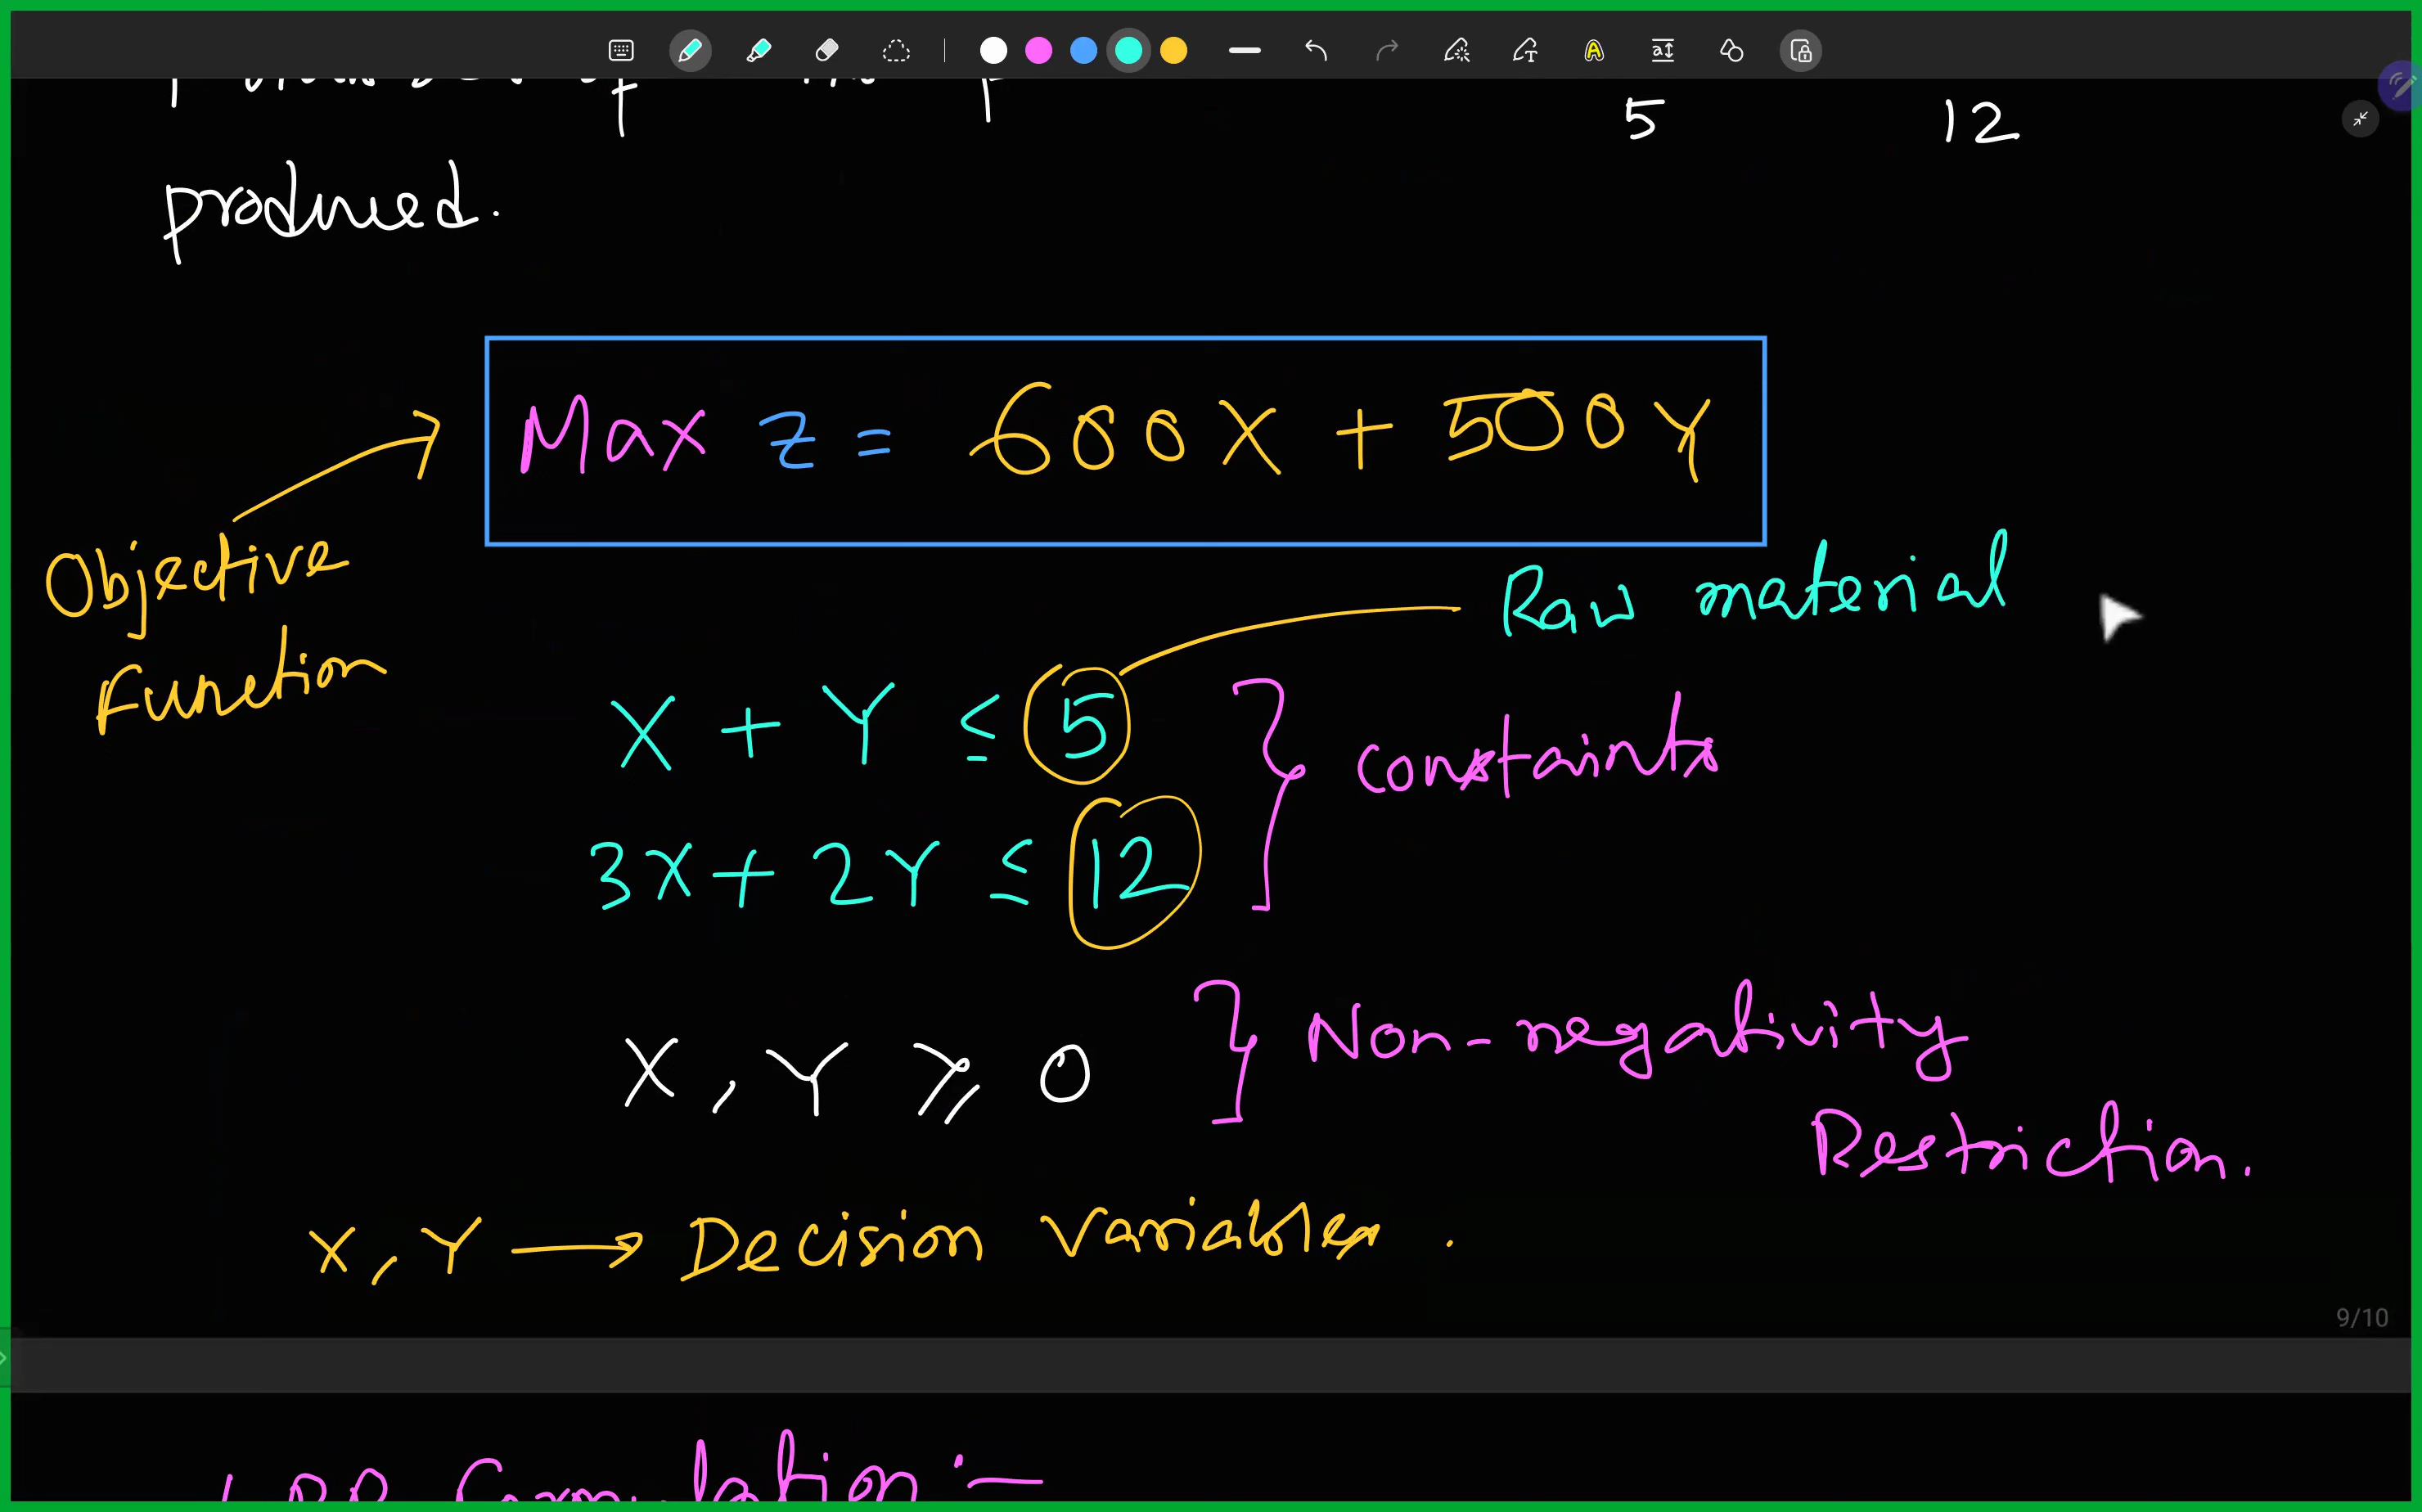 5 12
produced.
Max z = 600X + 500Y
Objective
Function
Raw material
X + Y ≤ 5
constaints
3X + 2Y ≤ 12
X, Y ≥ 0
Non-negativity
Restriction.
X, Y → Decision variables.
9/10